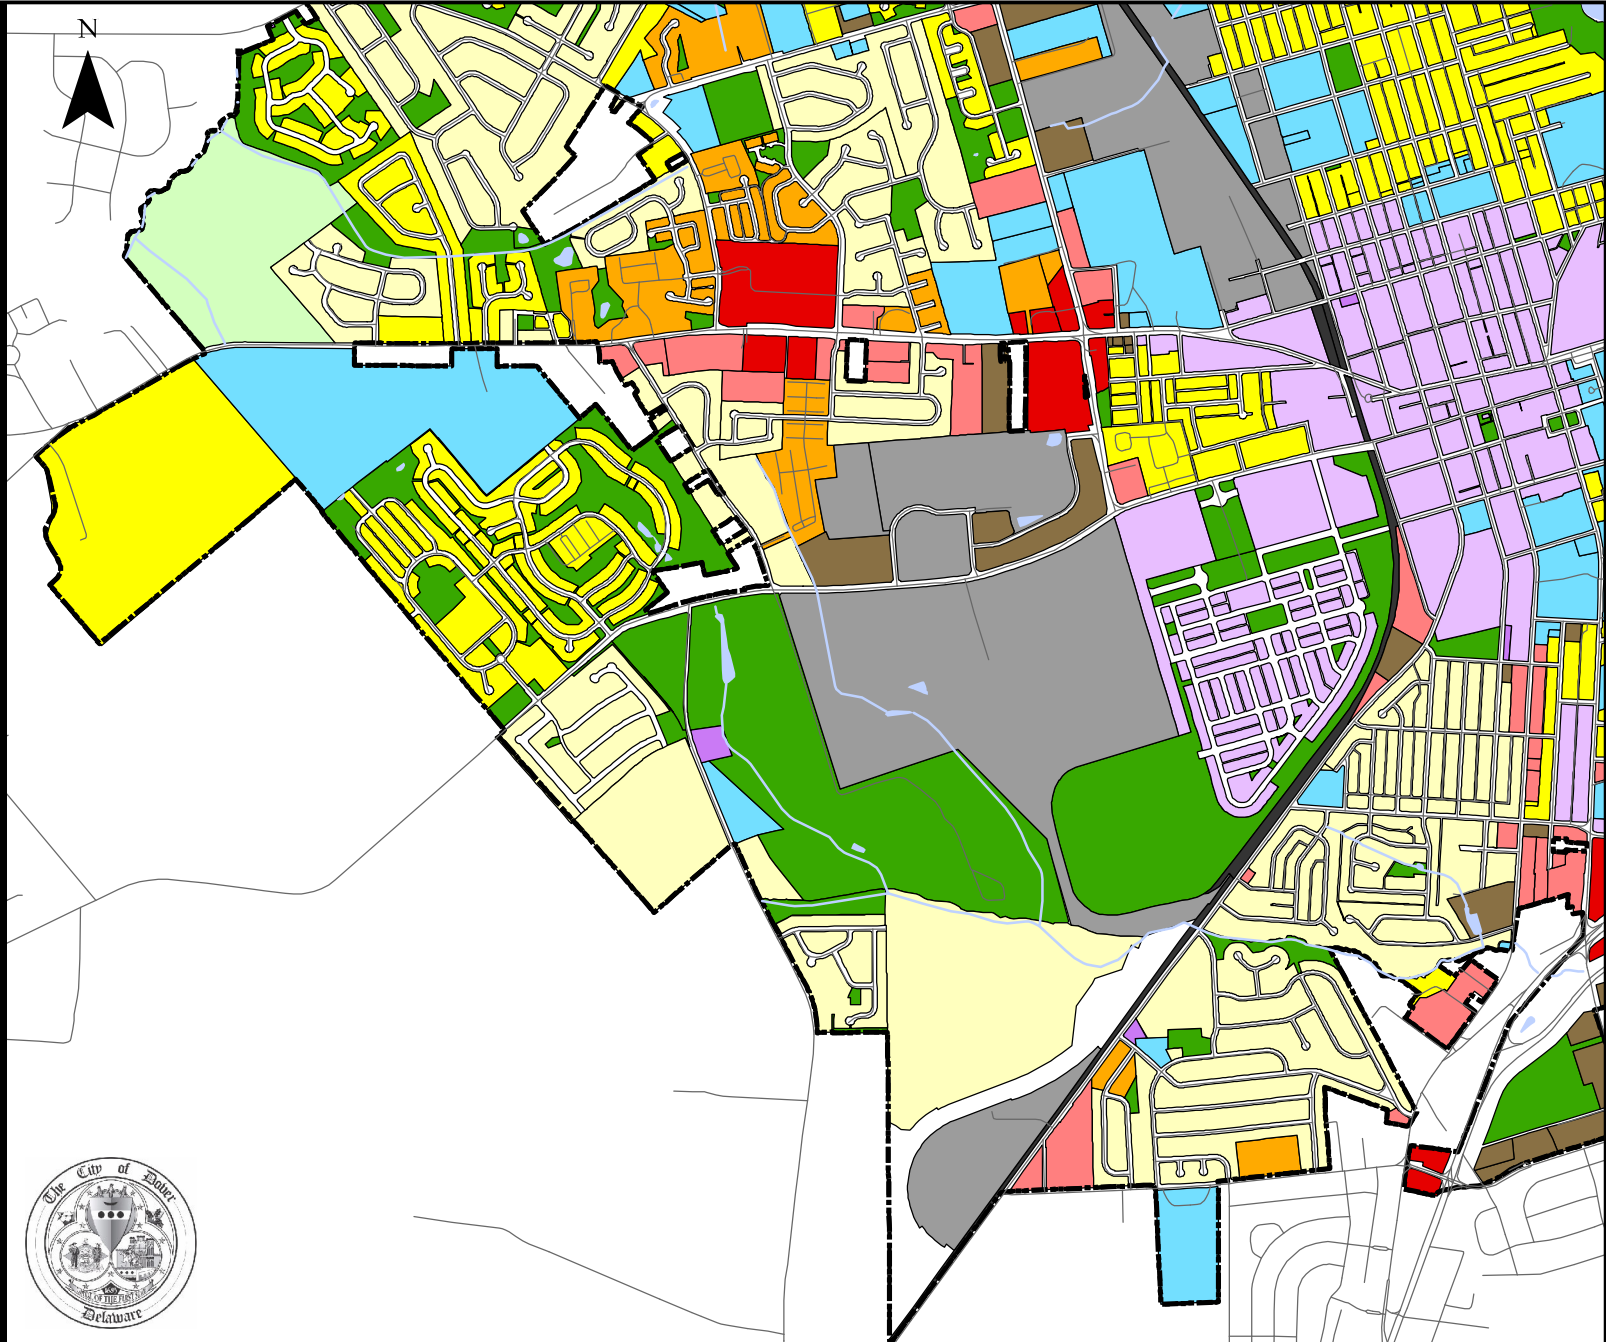 N
The City of Dover
Delaware